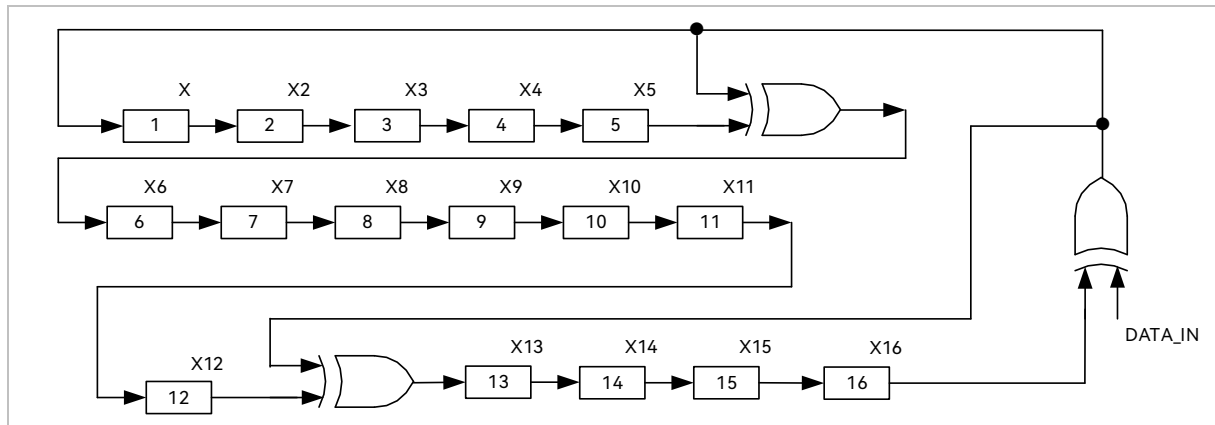 X X2 X3 X4 X5
1 2 3 4 5
X6 X7 X8 X9 X10 X11
6 7 8 9 10 11
DATA_IN
X12 X13 X14 X15 X16
12 13 14 15 16